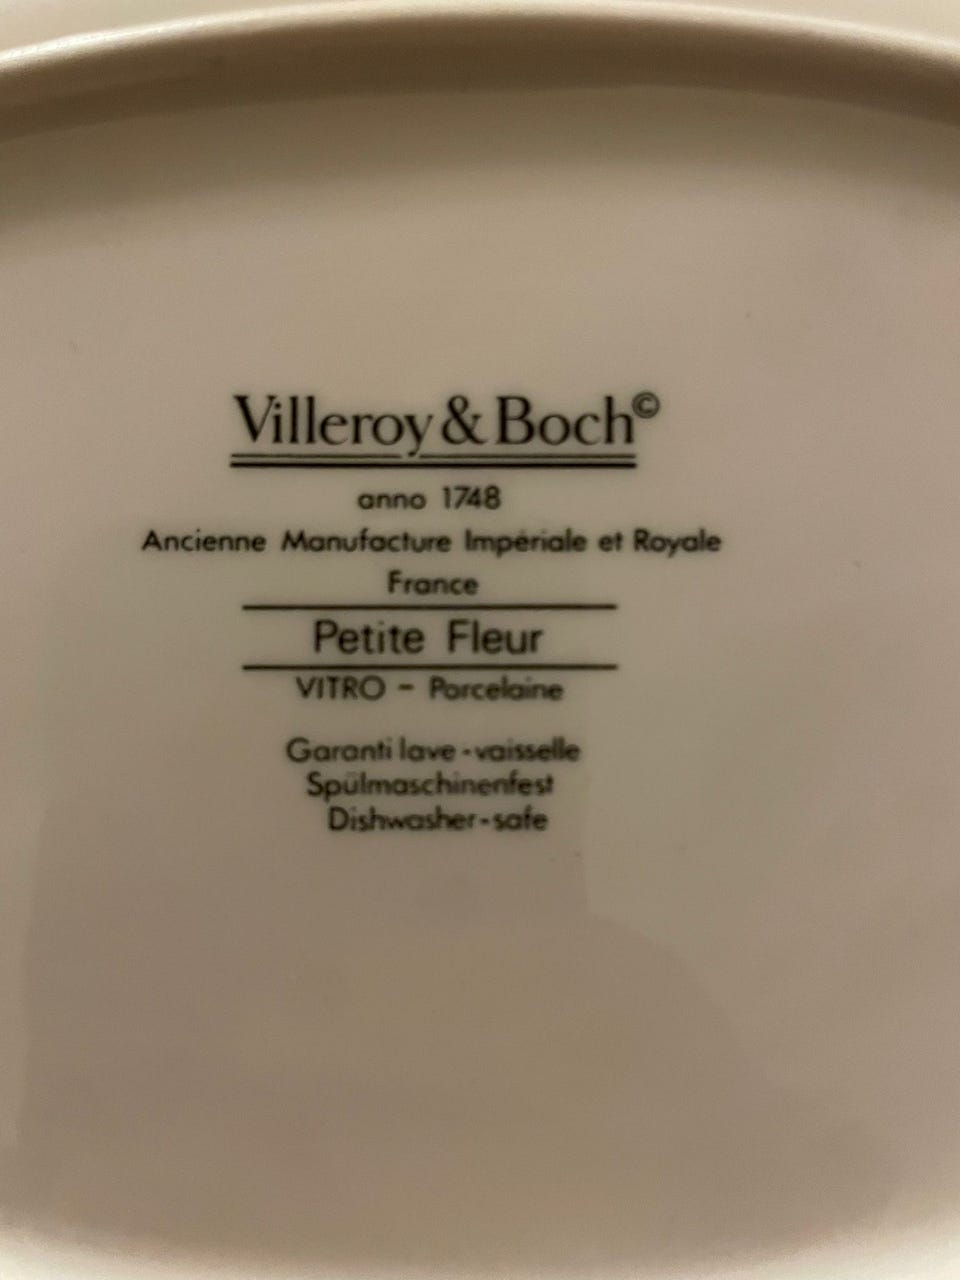 Villeroy & Boch©
anno 1748
Ancienne Manufacture Impériale et Royale
France
Petite Fleur
VITRO - Porcelaine
Garanti lave-vaisselle
Spülmaschinenfest
Dishwasher-safe